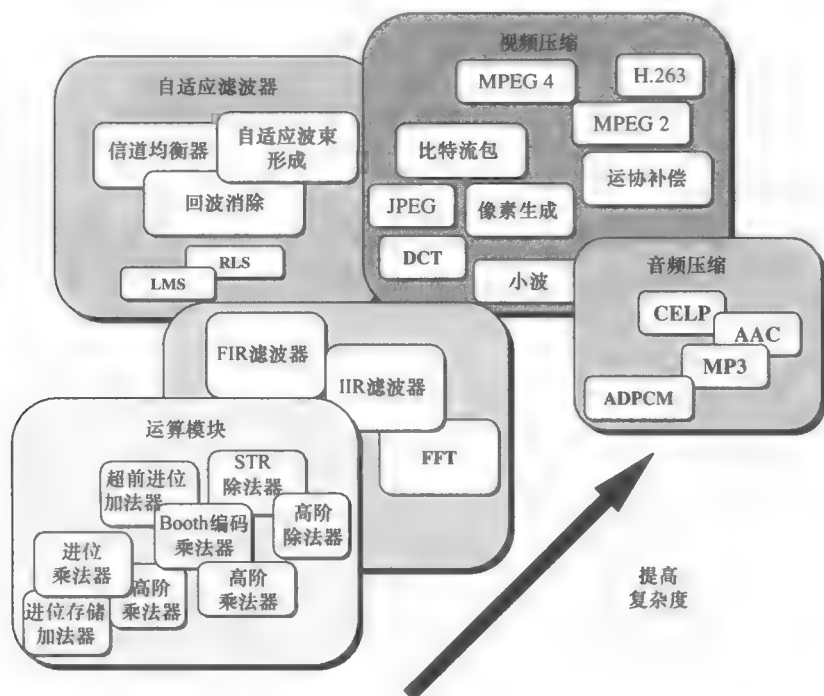 视频压缩
MPEG 4
H.263
MPEG 2
比特流包
运协补偿
JPEG
像素生成
DCT
小波
自适应滤波器
信道均衡器
自适应波束
形成
回波消除
RLS
LMS
音频压缩
CELP
AAC
MP3
ADPCM
FIR滤波器
IIR滤波器
FFT
运算模块
超前进位
加法器
STR
除法器
Booth编码
乘法器
高阶
除法器
进位
乘法器
高阶
乘法器
高阶
乘法器
进位存储
加法器
提高
复杂度